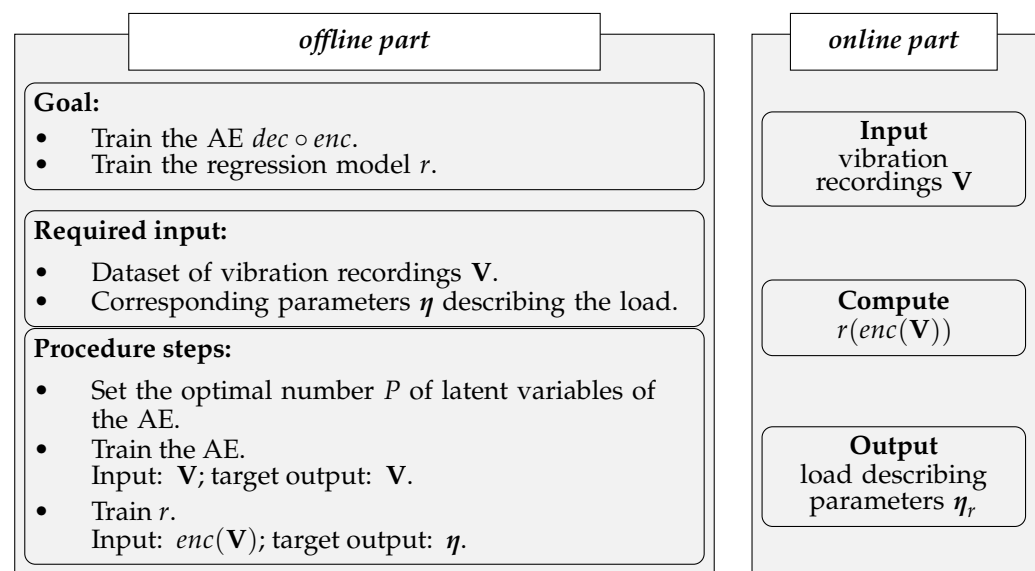 offline part
Goal:
• Train the AE dec ∘ enc.
• Train the regression model r.
Required input:
• Dataset of vibration recordings V.
• Corresponding parameters η describing the load.
Procedure steps:
• Set the optimal number P of latent variables of
the AE.
• Train the AE.
Input: V; target output: V.
• Train r.
Input: enc(V); target output: η.
online part
Input
vibration
recordings V
Compute
r(enc(V))
Output
load describing
parameters ηᵣ